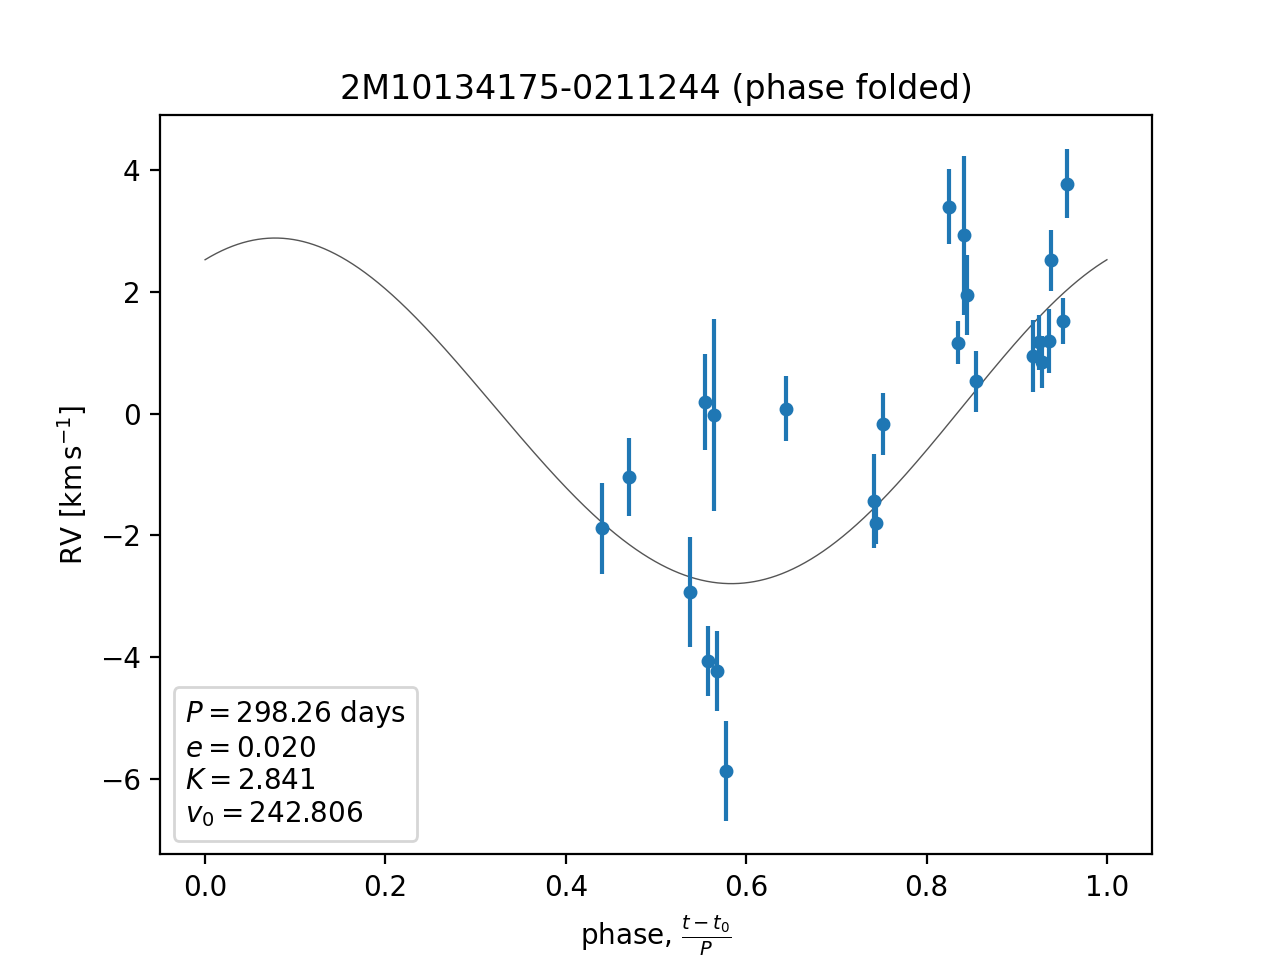 2M10134175-0211244 (phase folded)
4
2
0
−2
−4
−6
RV [km s⁻¹]
P = 298.26 days
e = 0.020
K = 2.841
v₀ = 242.806
0.0 0.2 0.4 0.6 0.8 1.0
phase, (t − t₀)/P